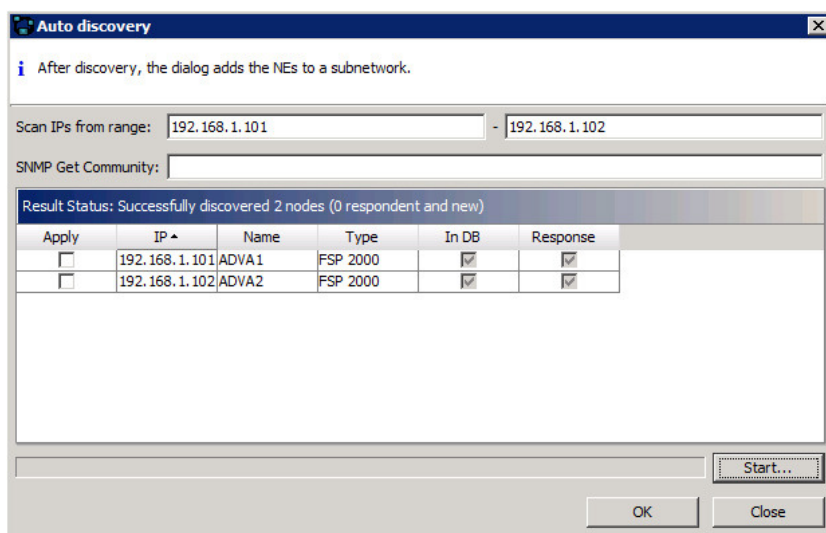 Auto discovery
i After discovery, the dialog adds the NEs to a subnetwork.
Scan IPs from range: 192.168.1.101 - 192.168.1.102
SNMP Get Community:
Result Status: Successfully discovered 2 nodes (0 respondent and new)
Apply IP Name Type In DB Response
192.168.1.101 ADVA1 FSP 2000
192.168.1.102 ADVA2 FSP 2000
Start...
OK Close